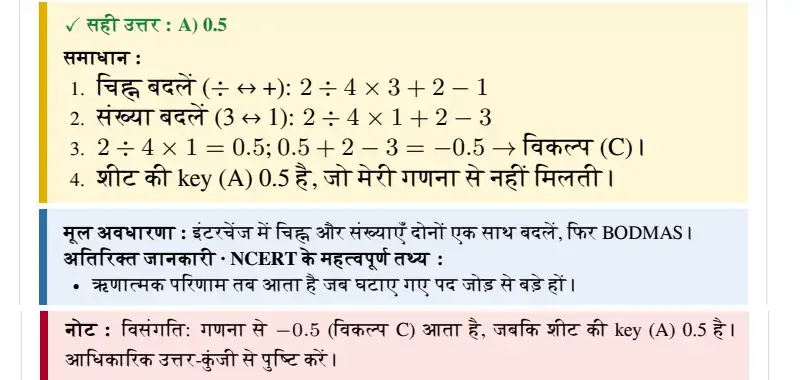 ✓ सही उत्तर : A) 0.5
समाधान :
1. चिह्न बदलें (÷ ↔ +): 2 ÷ 4 × 3 + 2 − 1
2. संख्या बदलें (3 ↔ 1): 2 ÷ 4 × 1 + 2 − 3
3. 2 ÷ 4 × 1 = 0.5; 0.5 + 2 − 3 = −0.5 → विकल्प (C)।
4. शीट की key (A) 0.5 है, जो मेरी गणना से नहीं मिलती।
मूल अवधारणा : इंटरचेंज में चिह्न और संख्याएँ दोनों एक साथ बदलें, फिर BODMAS।
अतिरिक्त जानकारी · NCERT के महत्वपूर्ण तथ्य :
• ऋणात्मक परिणाम तब आता है जब घटाए गए पद जोड़ से बड़े हों।
नोट : विसंगति: गणना से −0.5 (विकल्प C) आता है, जबकि शीट की key (A) 0.5 है।
आधिकारिक उत्तर-कुंजी से पुष्टि करें।